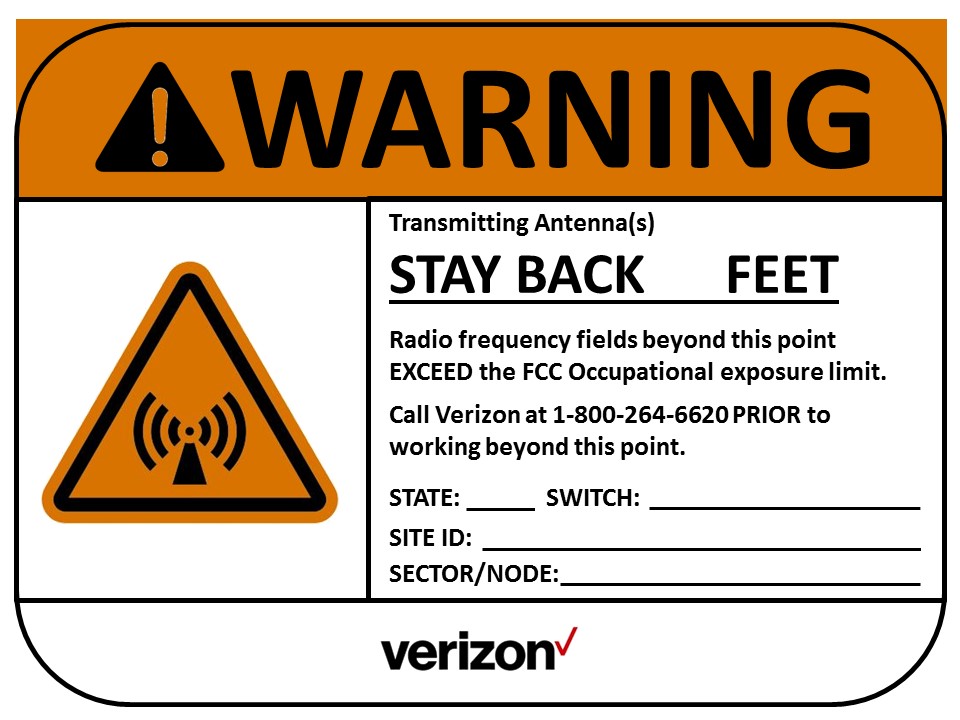 WARNING
Transmitting Antenna(s)
STAY BACK FEET
Radio frequency fields beyond this point
EXCEED the FCC Occupational exposure limit.
Call Verizon at 1-800-264-6620 PRIOR to
working beyond this point.
STATE: _____ SWITCH: ____________________
SITE ID: ________________________________
SECTOR/NODE:___________________________
verizon✓